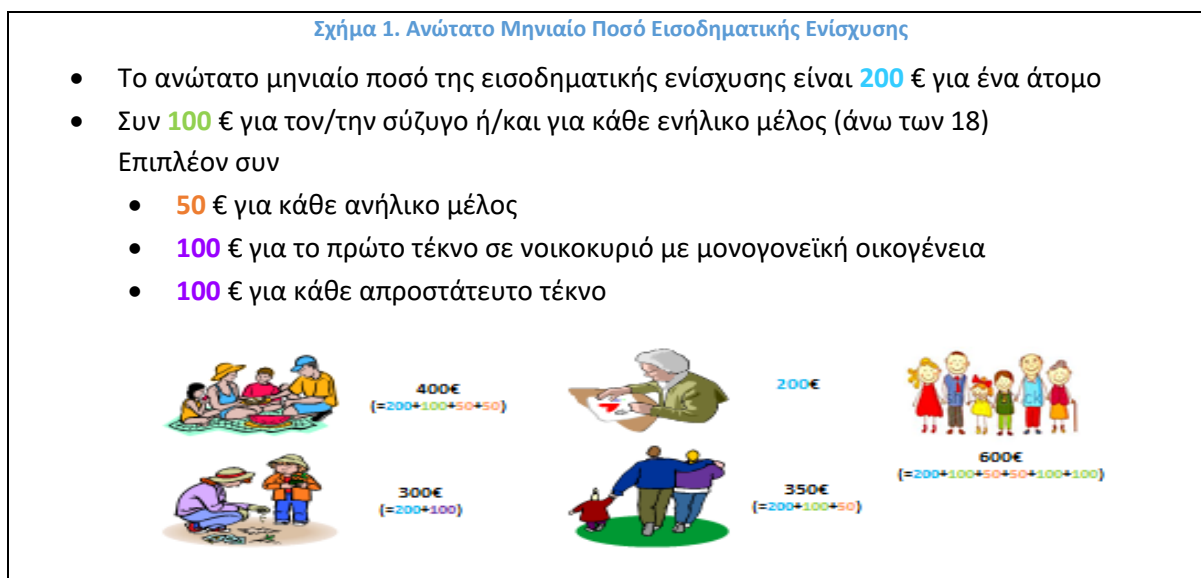 Σχήμα 1. Ανώτατο Μηνιαίο Ποσό Εισοδηματικής Ενίσχυσης
• Το ανώτατο μηνιαίο ποσό της εισοδηματικής ενίσχυσης είναι 200 € για ένα άτομο
• Συν 100 € για τον/την σύζυγο ή/και για κάθε ενήλικο μέλος (άνω των 18)
Επιπλέον συν
• 50 € για κάθε ανήλικο μέλος
• 100 € για το πρώτο τέκνο σε νοικοκυριό με μονογονεϊκή οικογένεια
• 100 € για κάθε απροστάτευτο τέκνο
400€
(=200+100+50+50)
200€
600€
(=200+100+50+50+100+100)
300€
(=200+100)
350€
(=200+100+50)